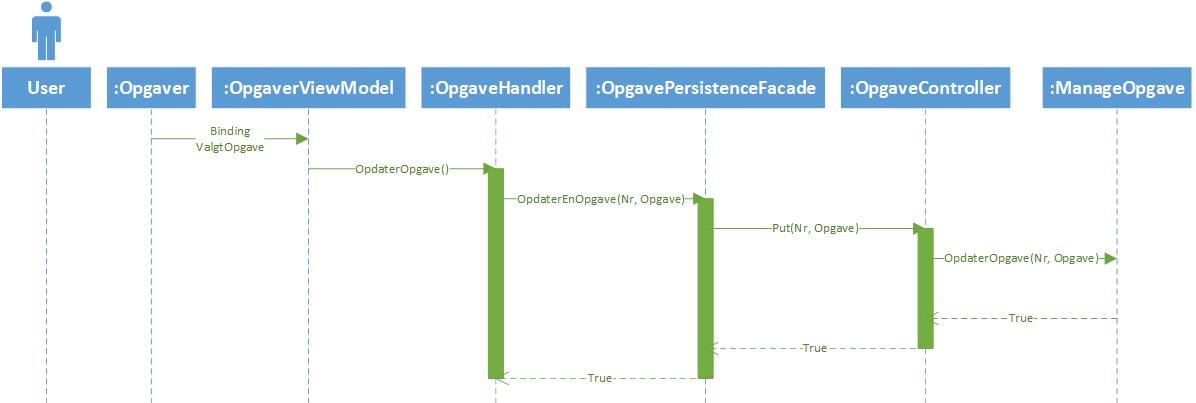 User
:Opgaver
:OpgaverViewModel
:OpgaveHandler
:OpgavePersistenceFacade
:OpgaveController
:ManageOpgave
Binding
ValgtOpgave
OpdaterOpgave()
OpdaterEnOpgave(Nr, Opgave)
Put(Nr, Opgave)
OpdaterOpgave(Nr, Opgave)
True
True
True